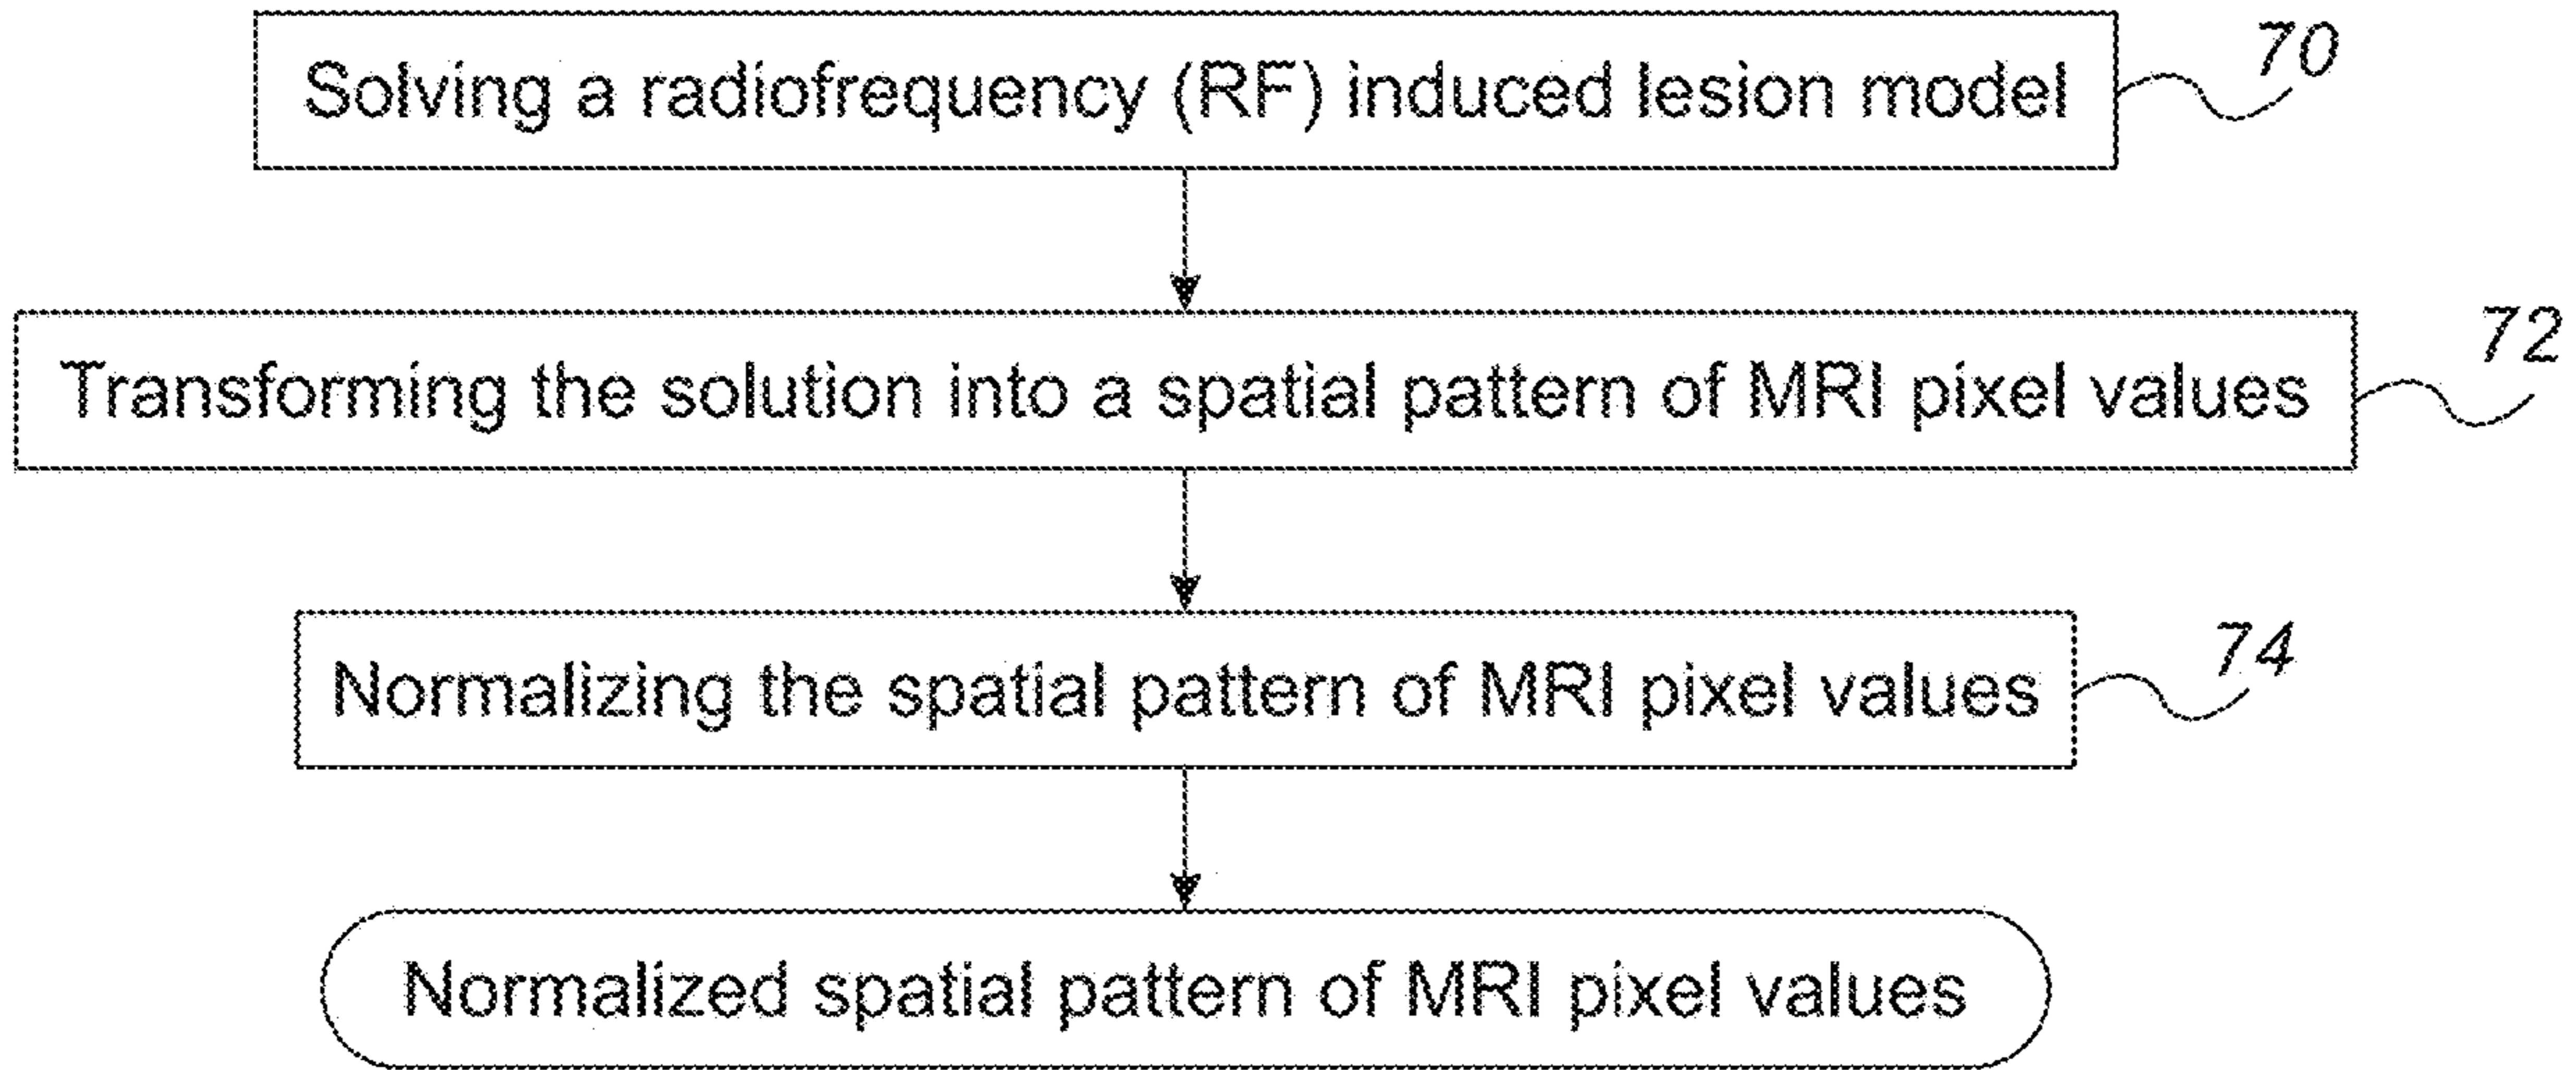 Solving a radiofrequency (RF) induced lesion model
70
Transforming the solution into a spatial pattern of MRI pixel values
72
Normalizing the spatial pattern of MRI pixel values
74
Normalized spatial pattern of MRI pixel values